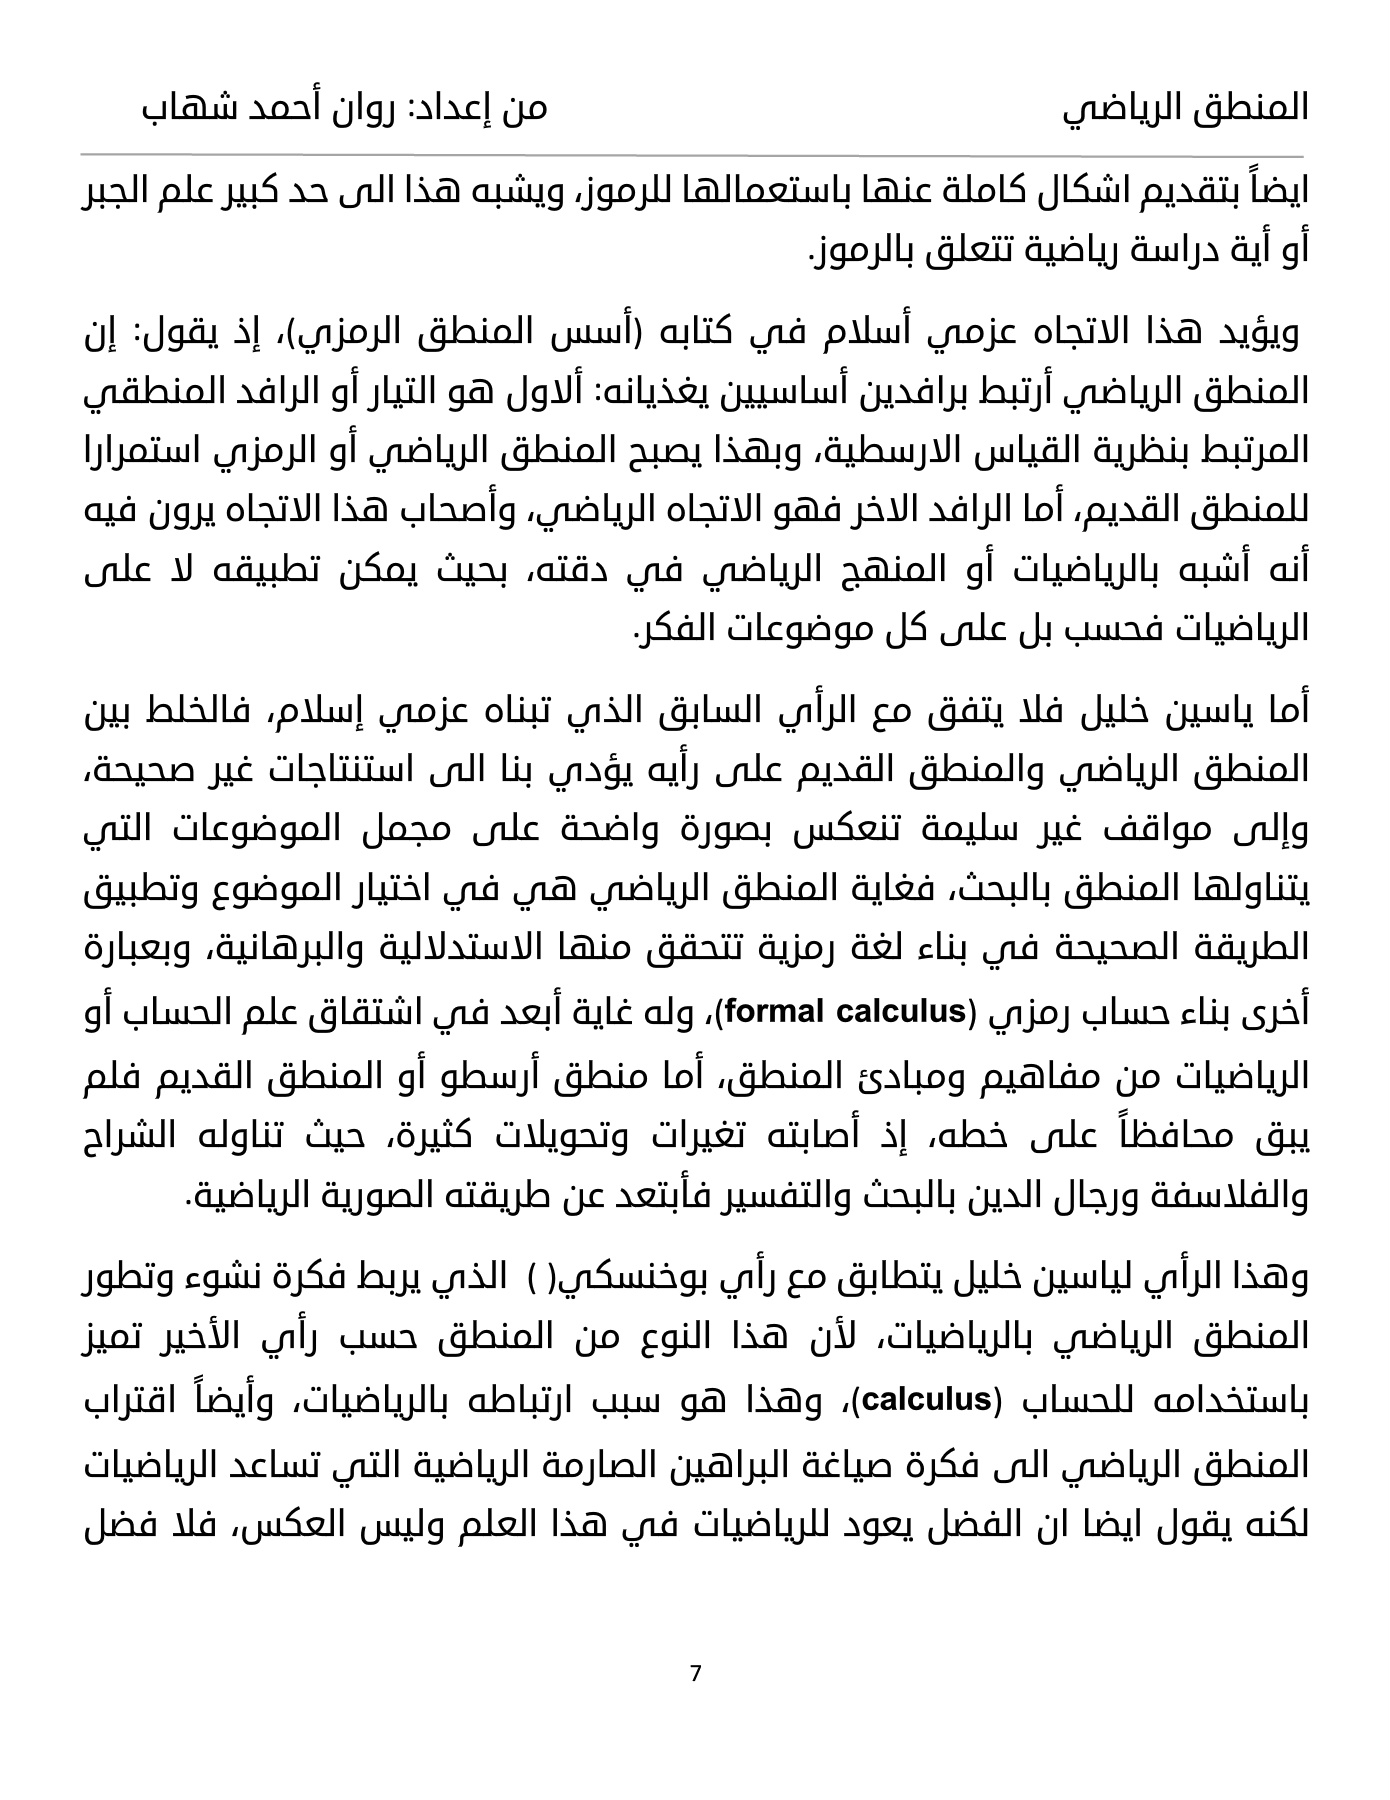 المنطق الرياضي من إعداد: روان أحمد شهاب
ايضاً بتقديم اشكال كاملة عنها باستعمالها للرموز، ويشبه هذا الى حد كبير علم الجبر
أو أية دراسة رياضية تتعلق بالرموز.
ويؤيد هذا الاتجاه عزمي أسلام في كتابه (أسس المنطق الرمزي)، إذ يقول: إن
المنطق الرياضي أرتبط برافدين أساسيين يغذيانه: ألاول هو التيار أو الرافد المنطقي
المرتبط بنظرية القياس الارسطية، وبهذا يصبح المنطق الرياضي أو الرمزي استمرارا
للمنطق القديم، أما الرافد الاخر فهو الاتجاه الرياضي، وأصحاب هذا الاتجاه يرون فيه
أنه أشبه بالرياضيات أو المنهج الرياضي في دقته، بحيث يمكن تطبيقه لا على
الرياضيات فحسب بل على كل موضوعات الفكر.
أما ياسين خليل فلا يتفق مع الرأي السابق الذي تبناه عزمي إسلام، فالخلط بين
المنطق الرياضي والمنطق القديم على رأيه يؤدي بنا الى استنتاجات غير صحيحة،
وإلى مواقف غير سليمة تنعكس بصورة واضحة على مجمل الموضوعات التي
يتناولها المنطق بالبحث، فغاية المنطق الرياضي هي في اختيار الموضوع وتطبيق
الطريقة الصحيحة في بناء لغة رمزية تتحقق منها الاستدلالية والبرهانية، وبعبارة
أخرى بناء حساب رمزي (formal calculus)، وله غاية أبعد في اشتقاق علم الحساب أو
الرياضيات من مفاهيم ومبادئ المنطق، أما منطق أرسطو أو المنطق القديم فلم
يبق محافظاً على خطه، إذ أصابته تغيرات وتحويلات كثيرة، حيث تناوله الشراح
والفلاسفة ورجال الدين بالبحث والتفسير فأبتعد عن طريقته الصورية الرياضية.
وهذا الرأي لياسين خليل يتطابق مع رأي بوخنسكي( ) الذي يربط فكرة نشوء وتطور
المنطق الرياضي بالرياضيات، لأن هذا النوع من المنطق حسب رأي الأخير تميز
باستخدامه للحساب (calculus)، وهذا هو سبب ارتباطه بالرياضيات، وأيضاً اقتراب
المنطق الرياضي الى فكرة صياغة البراهين الصارمة الرياضية التي تساعد الرياضيات
لكنه يقول ايضا ان الفضل يعود للرياضيات في هذا العلم وليس العكس، فلا فضل
7